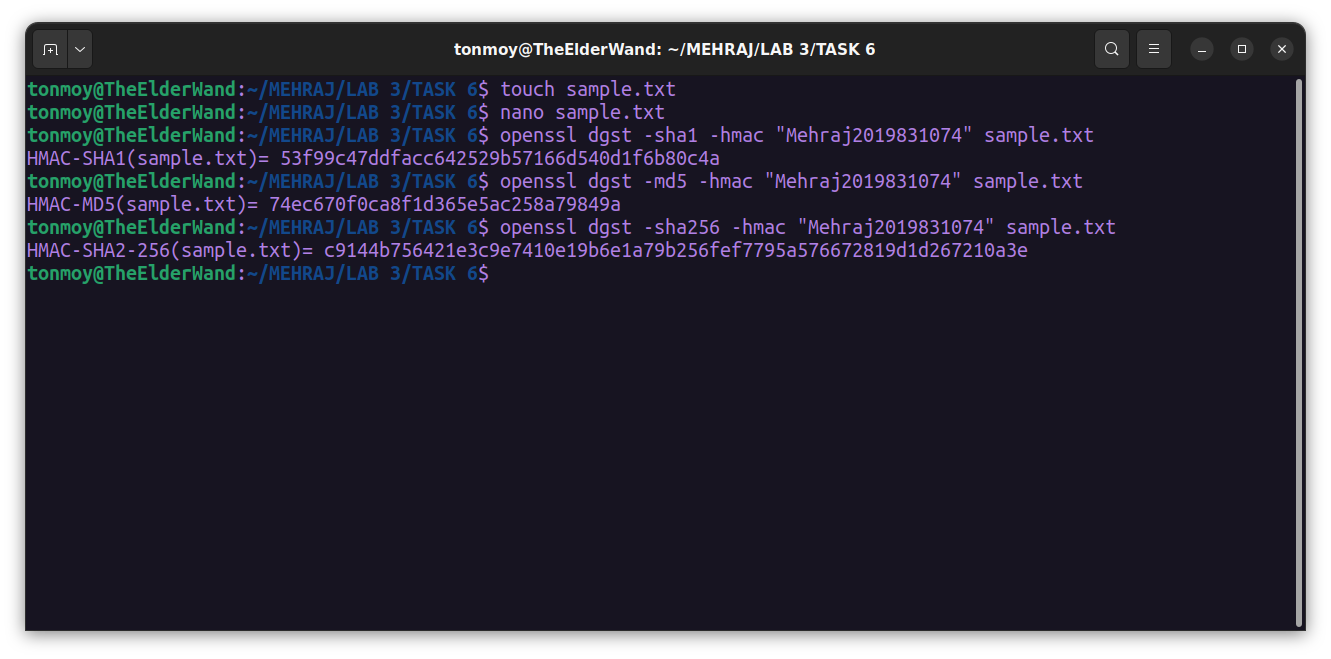 tonmoy@TheElderWand: ~/MEHRAJ/LAB 3/TASK 6
tonmoy@TheElderWand:~/MEHRAJ/LAB 3/TASK 6$ touch sample.txt
tonmoy@TheElderWand:~/MEHRAJ/LAB 3/TASK 6$ nano sample.txt
tonmoy@TheElderWand:~/MEHRAJ/LAB 3/TASK 6$ openssl dgst -sha1 -hmac "Mehraj2019831074" sample.txt
HMAC-SHA1(sample.txt)= 53f99c47ddfacc642529b57166d540d1f6b80c4a
tonmoy@TheElderWand:~/MEHRAJ/LAB 3/TASK 6$ openssl dgst -md5 -hmac "Mehraj2019831074" sample.txt
HMAC-MD5(sample.txt)= 74ec670f0ca8f1d365e5ac258a79849a
tonmoy@TheElderWand:~/MEHRAJ/LAB 3/TASK 6$ openssl dgst -sha256 -hmac "Mehraj2019831074" sample.txt
HMAC-SHA2-256(sample.txt)= c9144b756421e3c9e7410e19b6e1a79b256fef7795a576672819d1d267210a3e
tonmoy@TheElderWand:~/MEHRAJ/LAB 3/TASK 6$